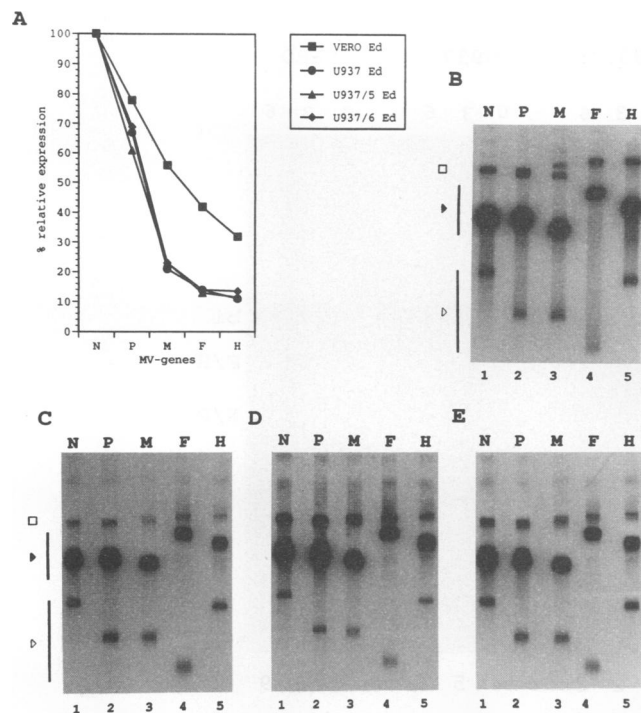 A
100
90
80
70
60
50
40
30
20
10
0
% relative expression
N P M F H
MV-genes
VERO Ed
U937 Ed
U937/5 Ed
U937/6 Ed
B
N P M F H
1 2 3 4 5
C
N P M F H
1 2 3 4 5
D
N P M F H
1 2 3 4 5
E
N P M F H
1 2 3 4 5